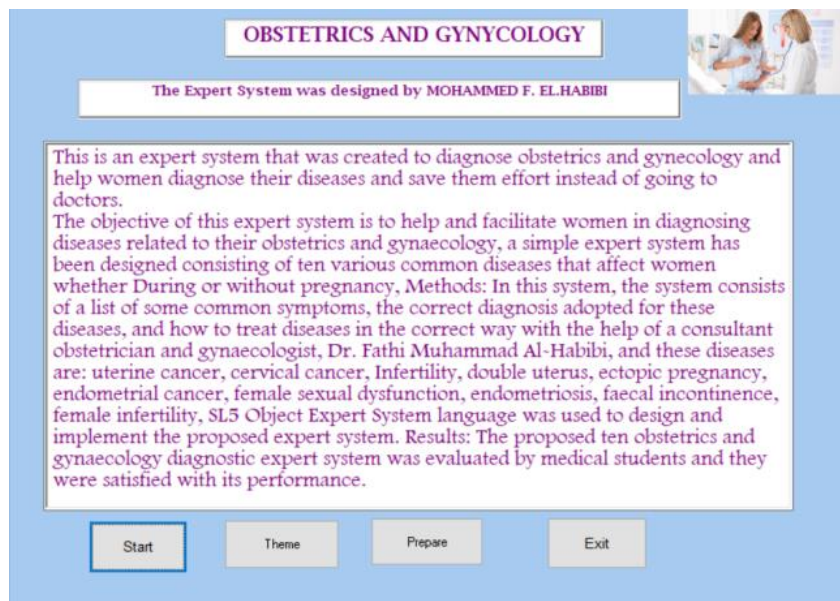 OBSTETRICS AND GYNYCOLOGY
The Expert System was designed by MOHAMMED F. EL.HABIBI
This is an expert system that was created to diagnose obstetrics and gynecology and
help women diagnose their diseases and save them effort instead of going to
doctors.
The objective of this expert system is to help and facilitate women in diagnosing
diseases related to their obstetrics and gynaecology, a simple expert system has
been designed consisting of ten various common diseases that affect women
whether During or without pregnancy, Methods: In this system, the system consists
of a list of some common symptoms, the correct diagnosis adopted for these
diseases, and how to treat diseases in the correct way with the help of a consultant
obstetrician and gynaecologist, Dr. Fathi Muhammad Al-Habibi, and these diseases
are: uterine cancer, cervical cancer, Infertility, double uterus, ectopic pregnancy,
endometrial cancer, female sexual dysfunction, endometriosis, faecal incontinence,
female infertility, SL5 Object Expert System language was used to design and
implement the proposed expert system. Results: The proposed ten obstetrics and
gynaecology diagnostic expert system was evaluated by medical students and they
were satisfied with its performance.
Start Theme Prepare Exit